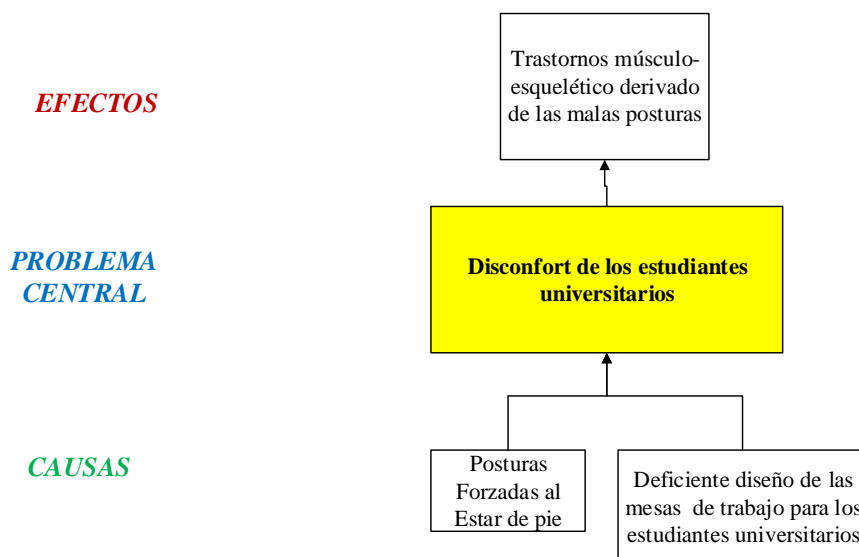 Trastornos músculo-
esquelético derivado
de las malas posturas
EFECTOS
PROBLEMA
CENTRAL
Disconfort de los estudiantes
universitarios
CAUSAS
Posturas
Forzadas al
Estar de pie
Deficiente diseño de las
mesas de trabajo para los
estudiantes universitarios